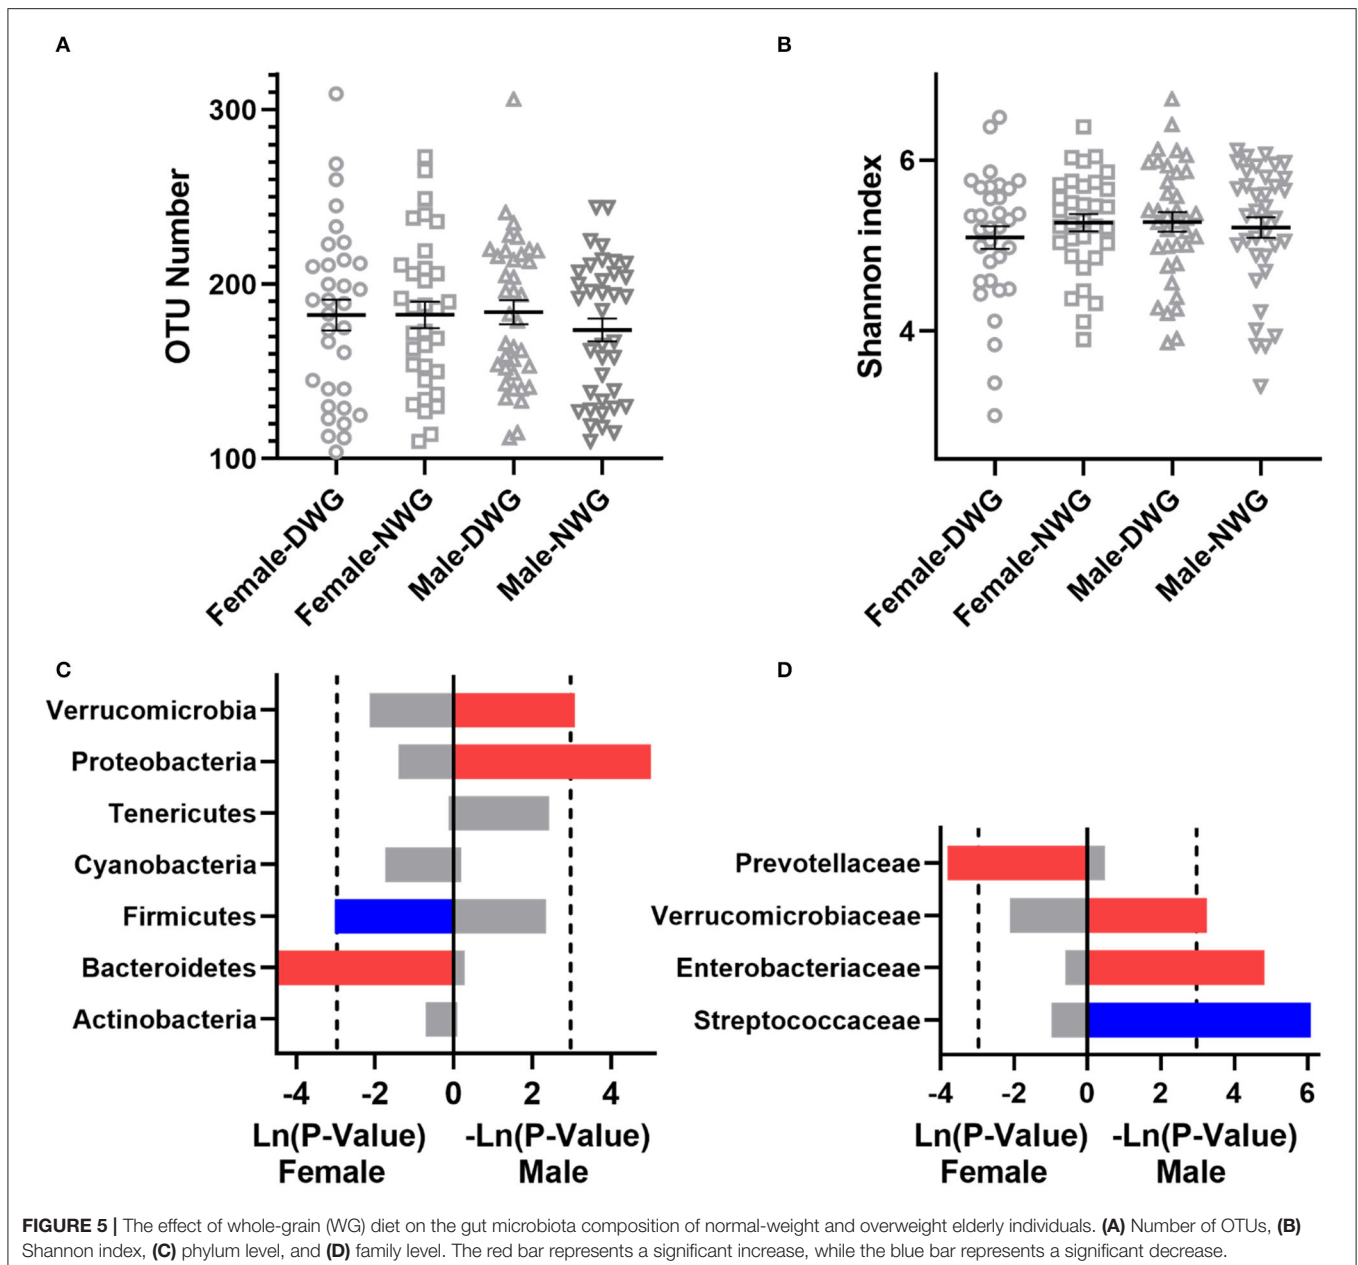 A
300
200
100
OTU Number
Female-DWG
Female-NWG
Male-DWG
Male-NWG
B
6
4
Shannon index
Female-DWG
Female-NWG
Male-DWG
Male-NWG
C
Verrucomicrobia
Proteobacteria
Tenericutes
Cyanobacteria
Firmicutes
Bacteroidetes
Actinobacteria
-4 -2 0 2 4
Ln(P-Value) -Ln(P-Value)
Female Male
D
Prevotellaceae
Verrucomicrobiaceae
Enterobacteriaceae
Streptococcaceae
-4 -2 0 2 4 6
Ln(P-Value) -Ln(P-Value)
Female Male
FIGURE 5 | The effect of whole-grain (WG) diet on the gut microbiota composition of normal-weight and overweight elderly individuals. (A) Number of OTUs, (B)
Shannon index, (C) phylum level, and (D) family level. The red bar represents a significant increase, while the blue bar represents a significant decrease.